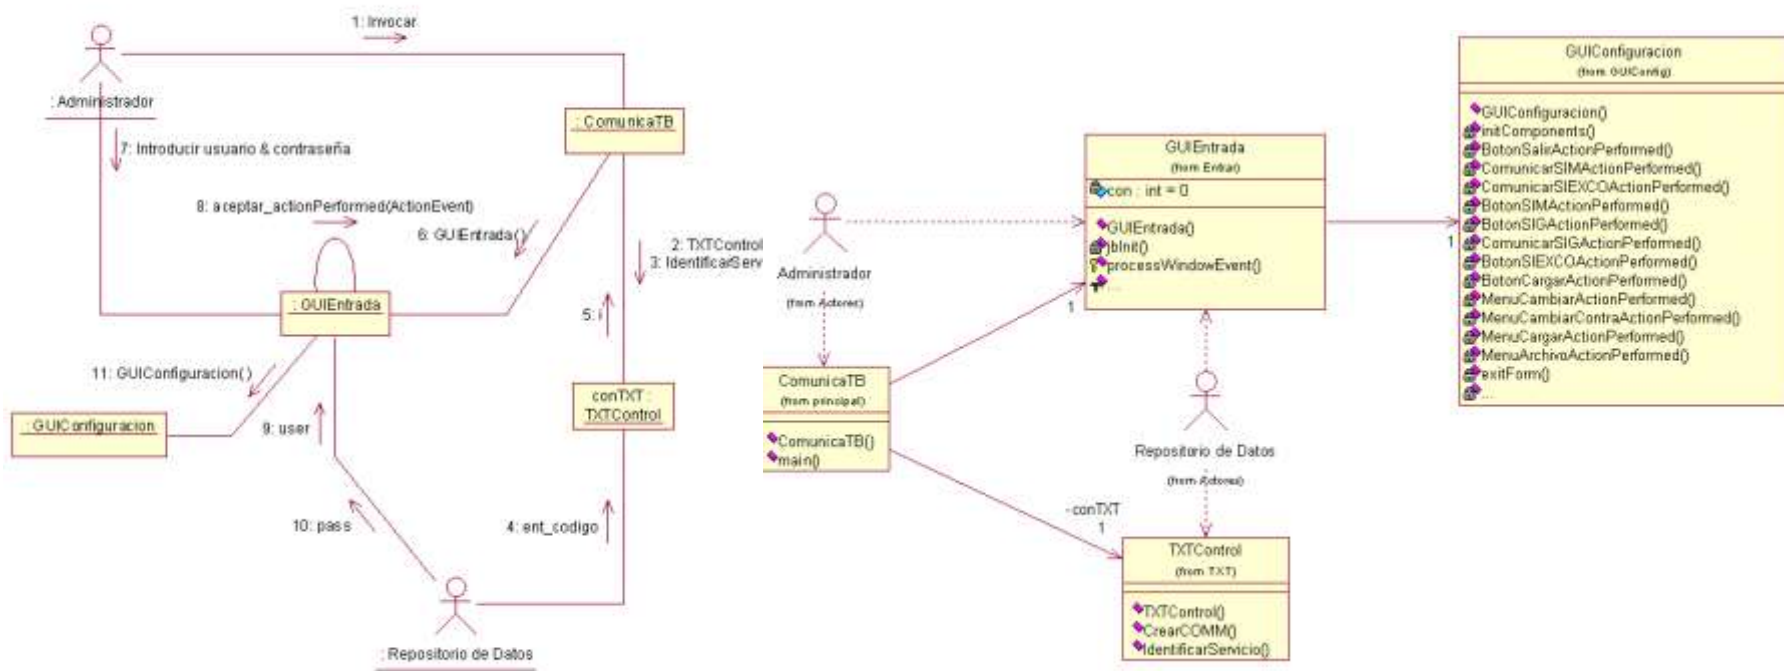 1: Invocar
: Administrador
: ComunicaTB
7: Introducir usuario & contraseña
8: aceptar_actionPerformed(ActionEvent)
6: GUIEntrada()
2: TXTControl
3: IdentificarServ
: GUIEntrada
5: i
11: GUIConfiguracion()
conTXT :
TXTControl
: GUIConfiguracion
9: user
10: pass
4: ent_codigo
: Repositorio de Datos
Administrador
(from Actores)
ComunicaTB
(from principal)
ComunicaTB()
main()
GUIEntrada
(from Entrar)
con : int = 0
GUIEntrada()
jbInit()
processWindowEvent()
...
1
1
Repositorio de Datos
(from Actores)
-conTXT
1
TXTControl
(from TXT)
TXTControl()
CrearCOMM()
IdentificarServicio()
GUIConfiguracion
(from GUIConfig)
GUIConfiguracion()
initComponents()
BotonSalirActionPerformed()
ComunicarSIMActionPerformed()
ComunicarSIEXCOActionPerformed()
BotonSIMActionPerformed()
BotonSIGActionPerformed()
ComunicarSIGActionPerformed()
BotonSIEXCOActionPerformed()
BotonCargarActionPerformed()
MenuCambiarActionPerformed()
MenuCambiarContraActionPerformed()
MenuCargarActionPerformed()
MenuArchivoActionPerformed()
exitForm()
...